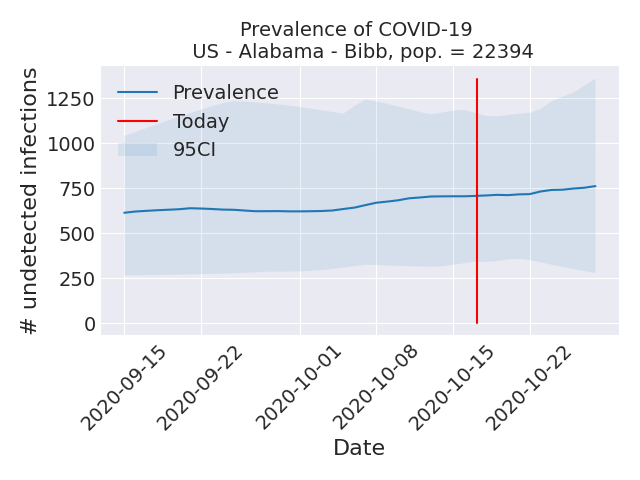 Prevalence of COVID-19
US - Alabama - Bibb, pop. = 22394
# undetected infections
1250
1000
750
500
250
0
Prevalence
Today
95CI
2020-09-15
2020-09-22
2020-10-01
2020-10-08
2020-10-15
2020-10-22
Date